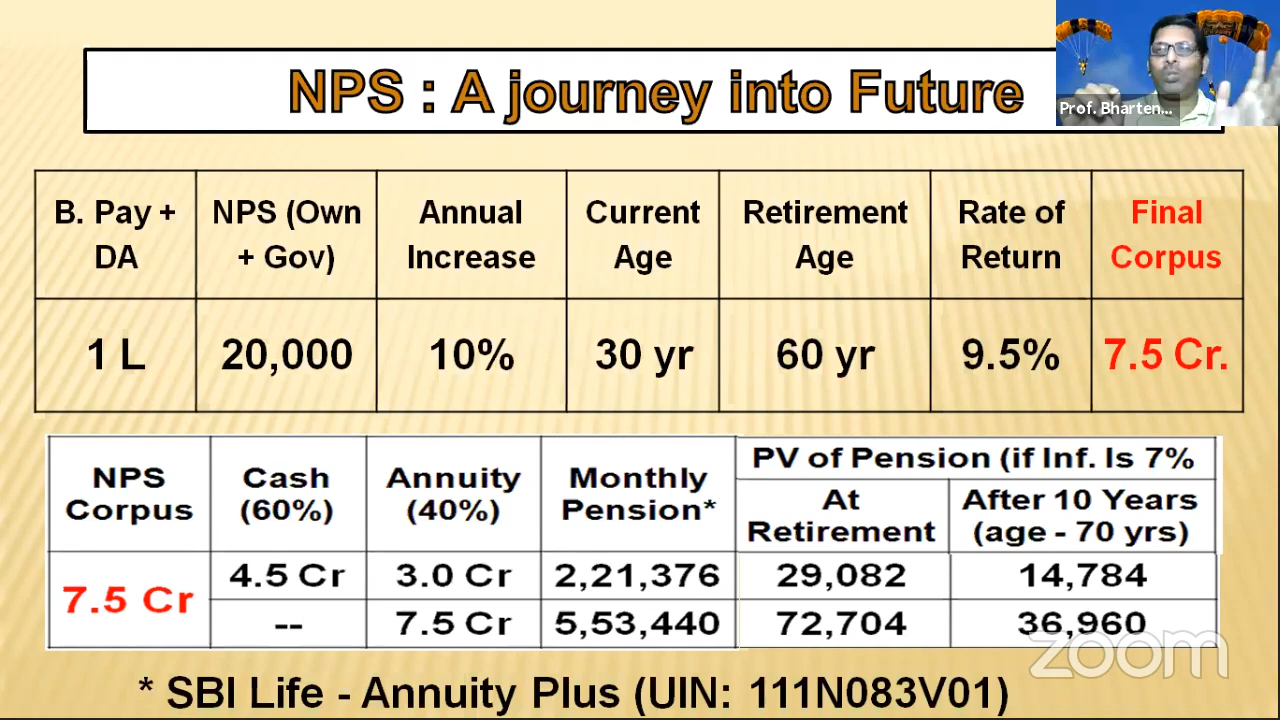 NPS : A journey into Future
Prof. Bharten...
B. Pay + DA
NPS (Own + Gov)
Annual Increase
Current Age
Retirement Age
Rate of Return
Final Corpus
1 L
20,000
10%
30 yr
60 yr
9.5%
7.5 Cr.
NPS Corpus
Cash (60%)
Annuity (40%)
Monthly Pension*
PV of Pension (if Inf. Is 7%
At Retirement
After 10 Years (age - 70 yrs)
7.5 Cr
4.5 Cr
3.0 Cr
2,21,376
29,082
14,784
--
7.5 Cr
5,53,440
72,704
36,960
zoom
* SBI Life - Annuity Plus (UIN: 111N083V01)